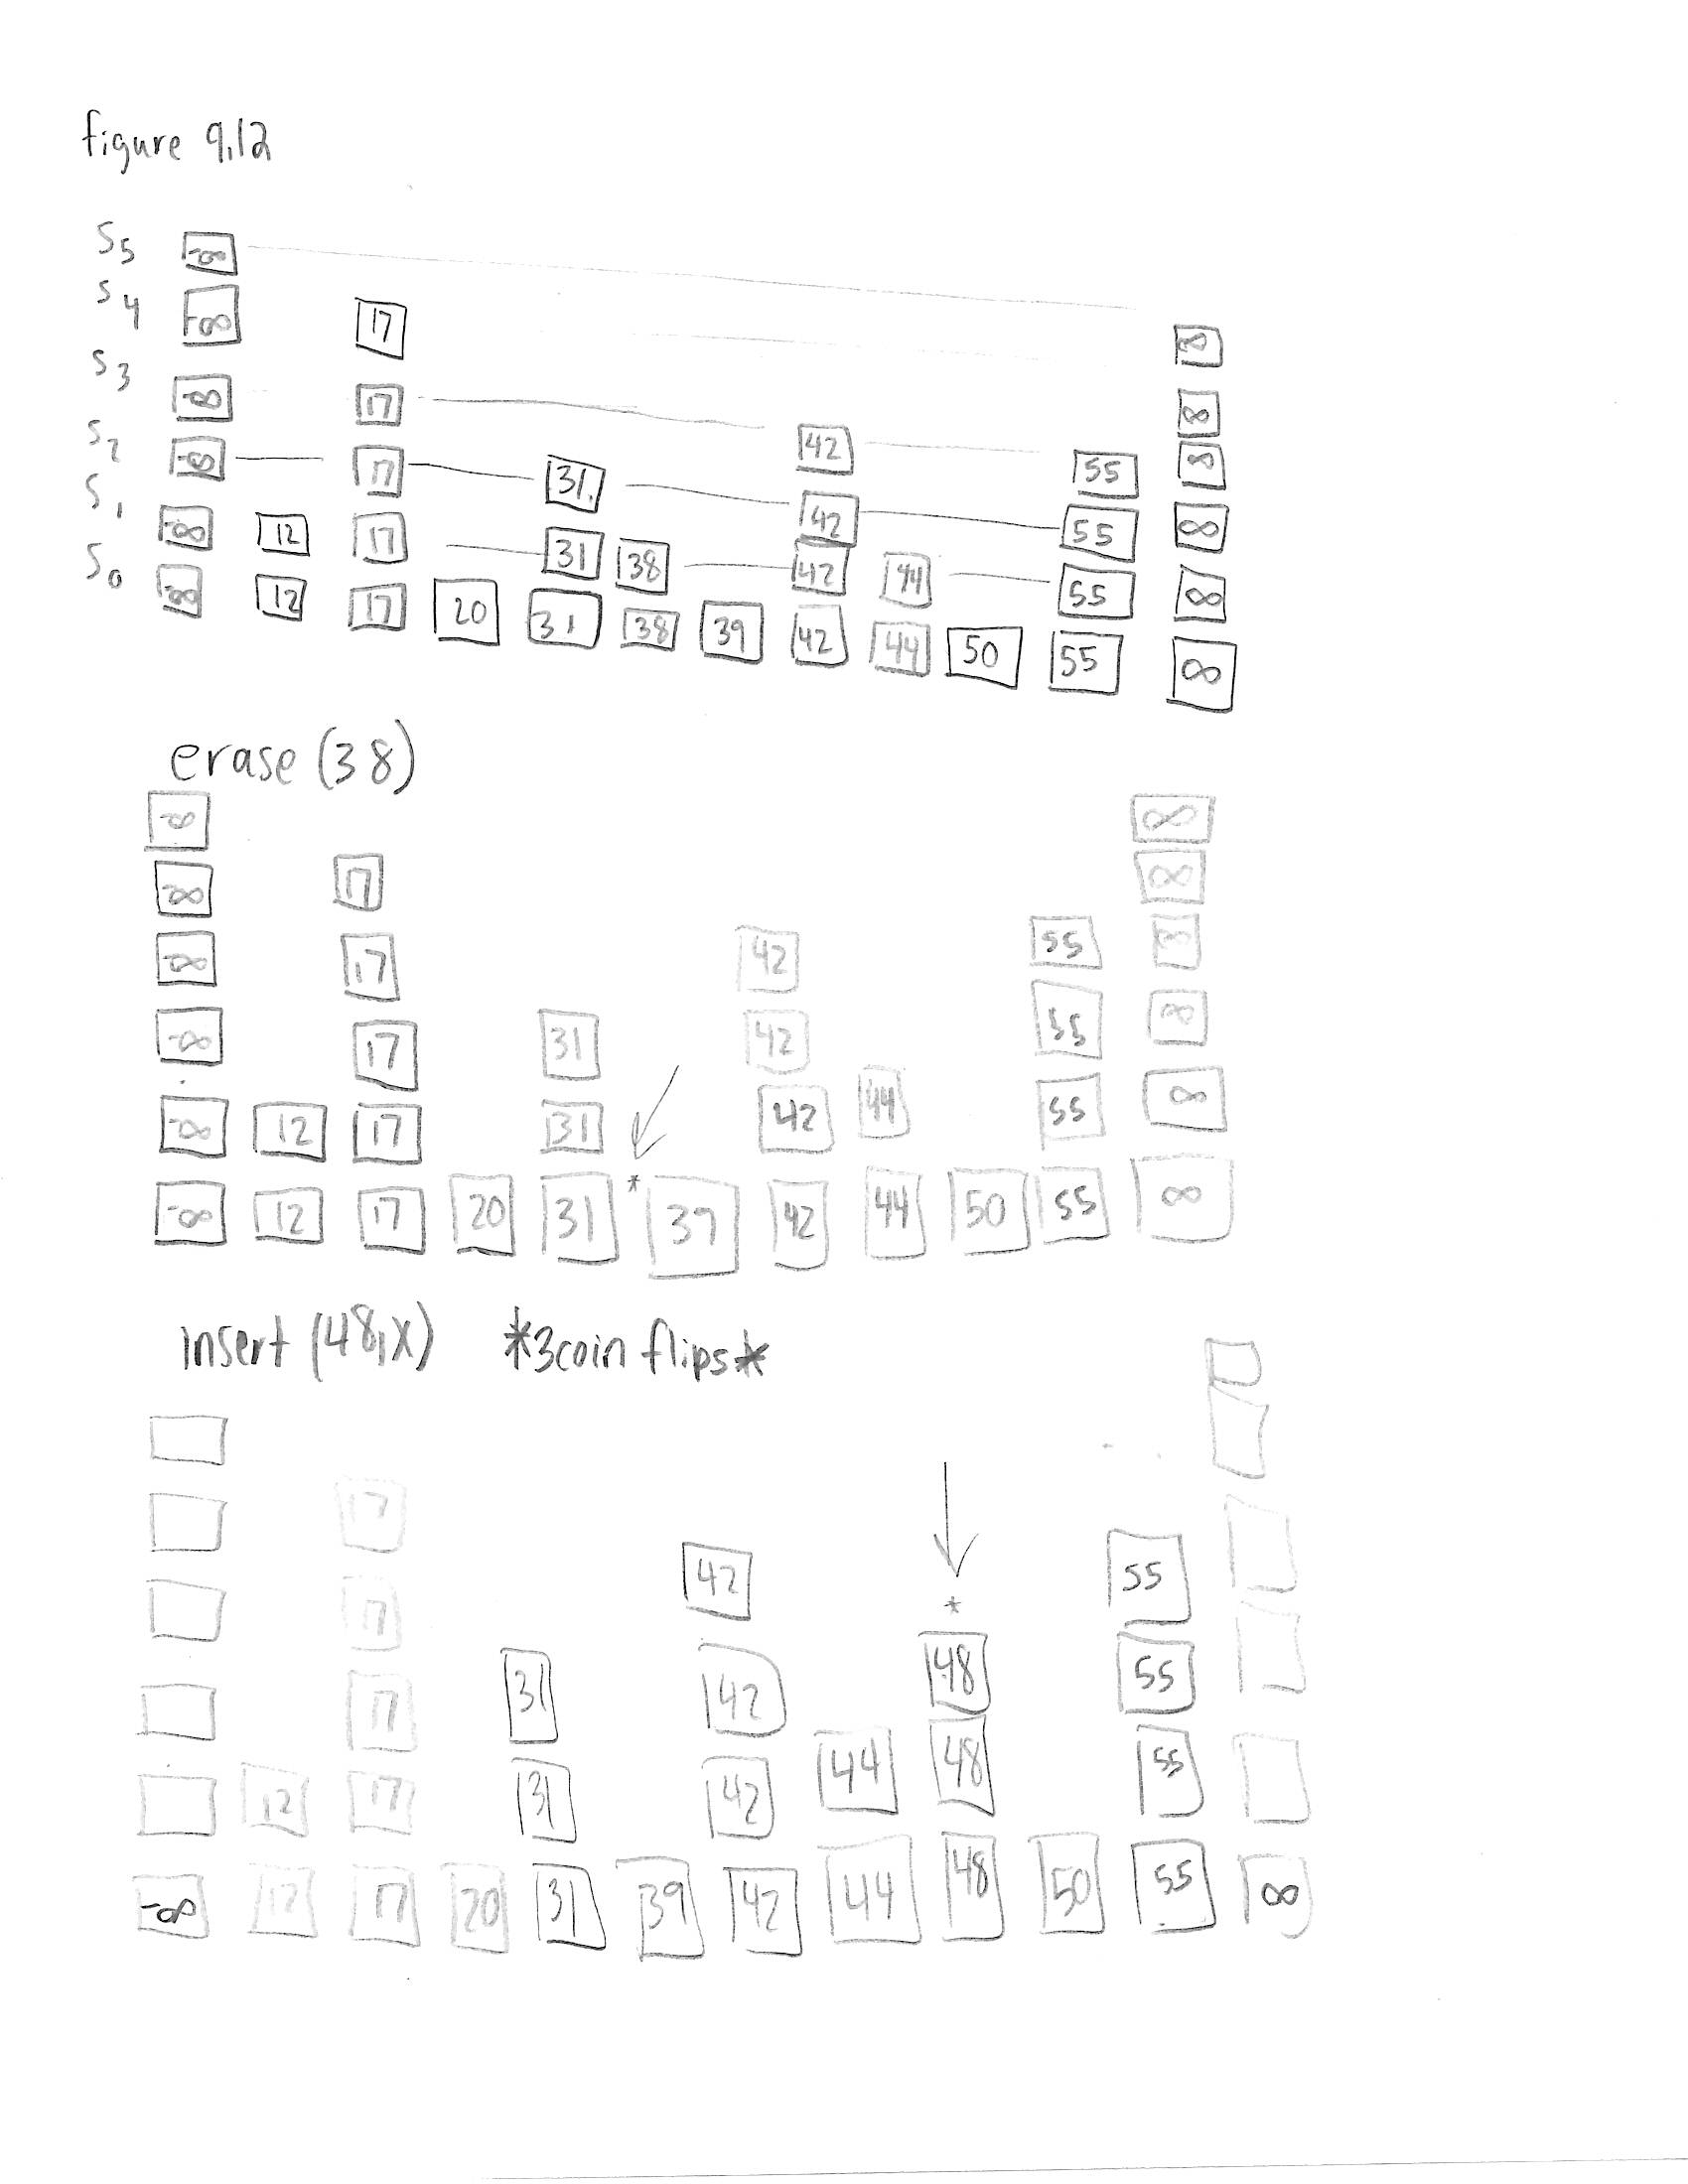 figure 9.12
S5 -∞
S4 -∞ 17 ∞
S3 -∞ 17 42 55 ∞
S2 -∞ 17 31 42 55 ∞
S1 -∞ 12 17 31 38 42 44 55 ∞
S0 -∞ 12 17 20 31 38 39 42 44 50 55 ∞
∞
erase (38)
-∞ ∞
-∞ 17 ∞
-∞ 17 42 55 ∞
-∞ 17 31 42 55 ∞
-∞ 12 17 31 42 44 55 ∞
-∞ 12 17 20 31 * 39 42 44 50 55 ∞
insert (48,X) *3coin flips*
17
17 42 * 55
17 31 42 48 55
12 17 31 42 44 48 55
-∞ 12 17 20 31 39 42 44 48 50 55 ∞